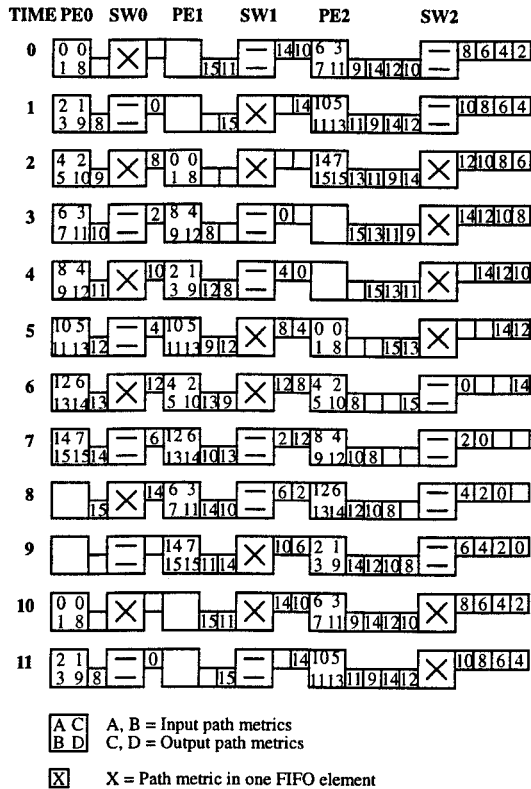 TIME PE0 SW0 PE1 SW1 PE2 SW2
0 0 0 14 10 6 3 8 6 4 2
1 8 15 11 7 11 9 14 12 10
1 2 1 0 14 10 5 10 8 6 4
3 9 8 15 11 13 11 9 14 12
2 4 2 8 0 0 14 7 12 10 8 6
5 10 9 1 8 15 15 13 11 9 14
3 6 3 2 8 4 0 14 12 10 8
7 11 10 9 12 8 15 13 11 9
4 8 4 10 2 1 4 0 14 12 10
9 12 11 3 9 12 8 15 13 11
5 10 5 4 10 5 8 4 0 0 14 12
11 13 12 11 13 9 12 1 8 15 13
6 12 6 12 4 2 12 8 4 2 0 14
13 14 13 5 10 13 9 5 10 8 15
7 14 7 6 12 6 2 12 8 4 2 0
15 15 14 13 14 10 13 9 12 10 8
8 14 6 3 6 2 12 6 4 2 0
15 7 11 14 10 13 14 12 10 8
9 14 7 10 6 2 1 6 4 2 0
15 15 11 14 3 9 14 12 10 8
10 0 0 14 10 6 3 8 6 4 2
1 8 15 11 7 11 9 14 12 10
11 2 1 0 14 10 5 10 8 6 4
3 9 8 15 11 13 11 9 14 12
A C A, B = Input path metrics
B D C, D = Output path metrics
X X = Path metric in one FIFO element